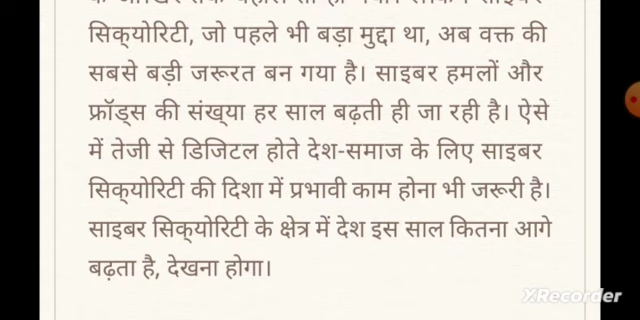 सिक्योरिटी, जो पहले भी बड़ा मुद्दा था, अब वक्त की
सबसे बड़ी जरूरत बन गया है। साइबर हमलों और
फ्रॉड्स की संख्या हर साल बढ़ती ही जा रही है। ऐसे
में तेजी से डिजिटल होते देश-समाज के लिए साइबर
सिक्योरिटी की दिशा में प्रभावी काम होना भी जरूरी है।
साइबर सिक्योरिटी के क्षेत्र में देश इस साल कितना आगे
बढ़ता है, देखना होगा।
XRecorder